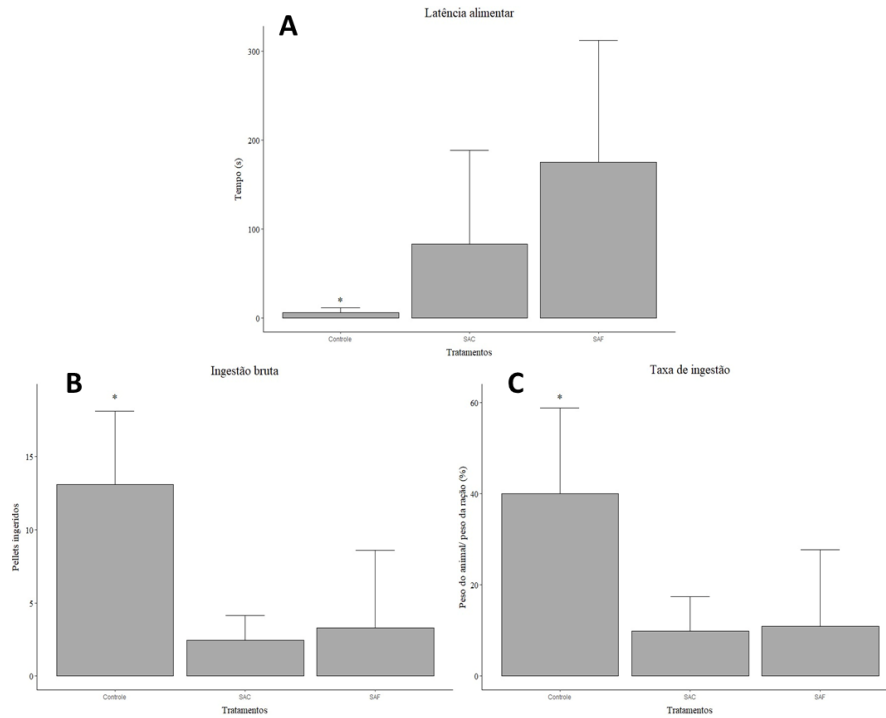 A
Latência alimentar
Tempo (s)
300
200
100
0
*
Controle
SAC
SAF
Tratamentos
B
Ingestão bruta
Pellets ingeridos
15
10
5
0
*
Controle
SAC
SAF
Tratamentos
C
Taxa de ingestão
Peso do animal/ peso da ração (%)
60
40
20
0
*
Controle
SAC
SAF
Tratamentos